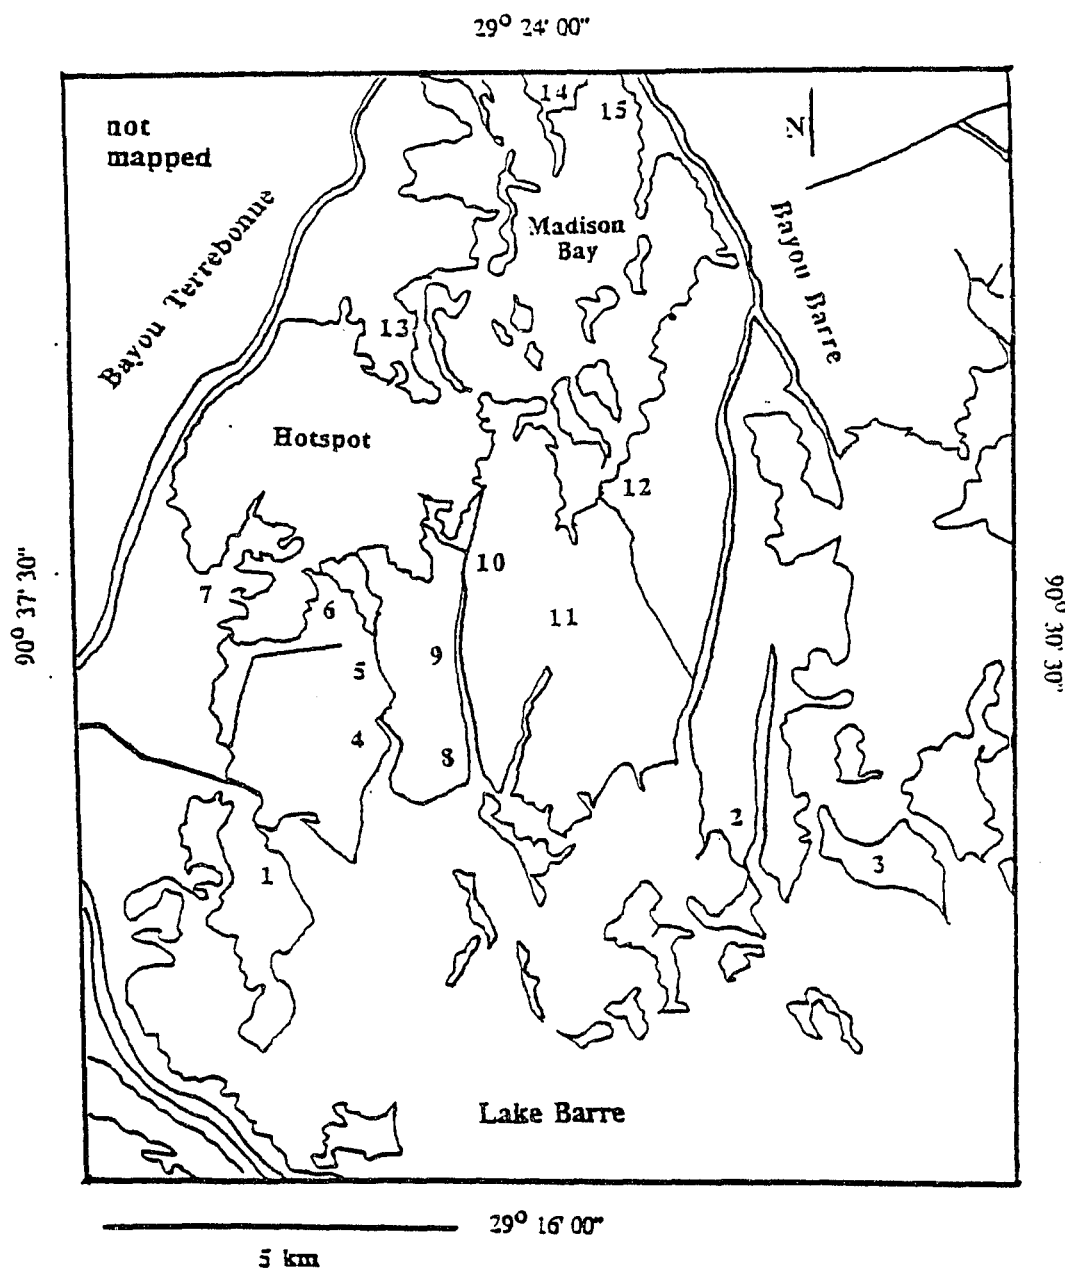 29° 24' 00"
not
mapped
14
15
N
Bayou Terrebonne
Madison
Bay
Bayou Barre
13
Hotspot
12
10
90° 37' 30"
7
6
11
90° 30' 30"
9
5
4
8
2
3
1
Lake Barre
29° 16' 00"
5 km